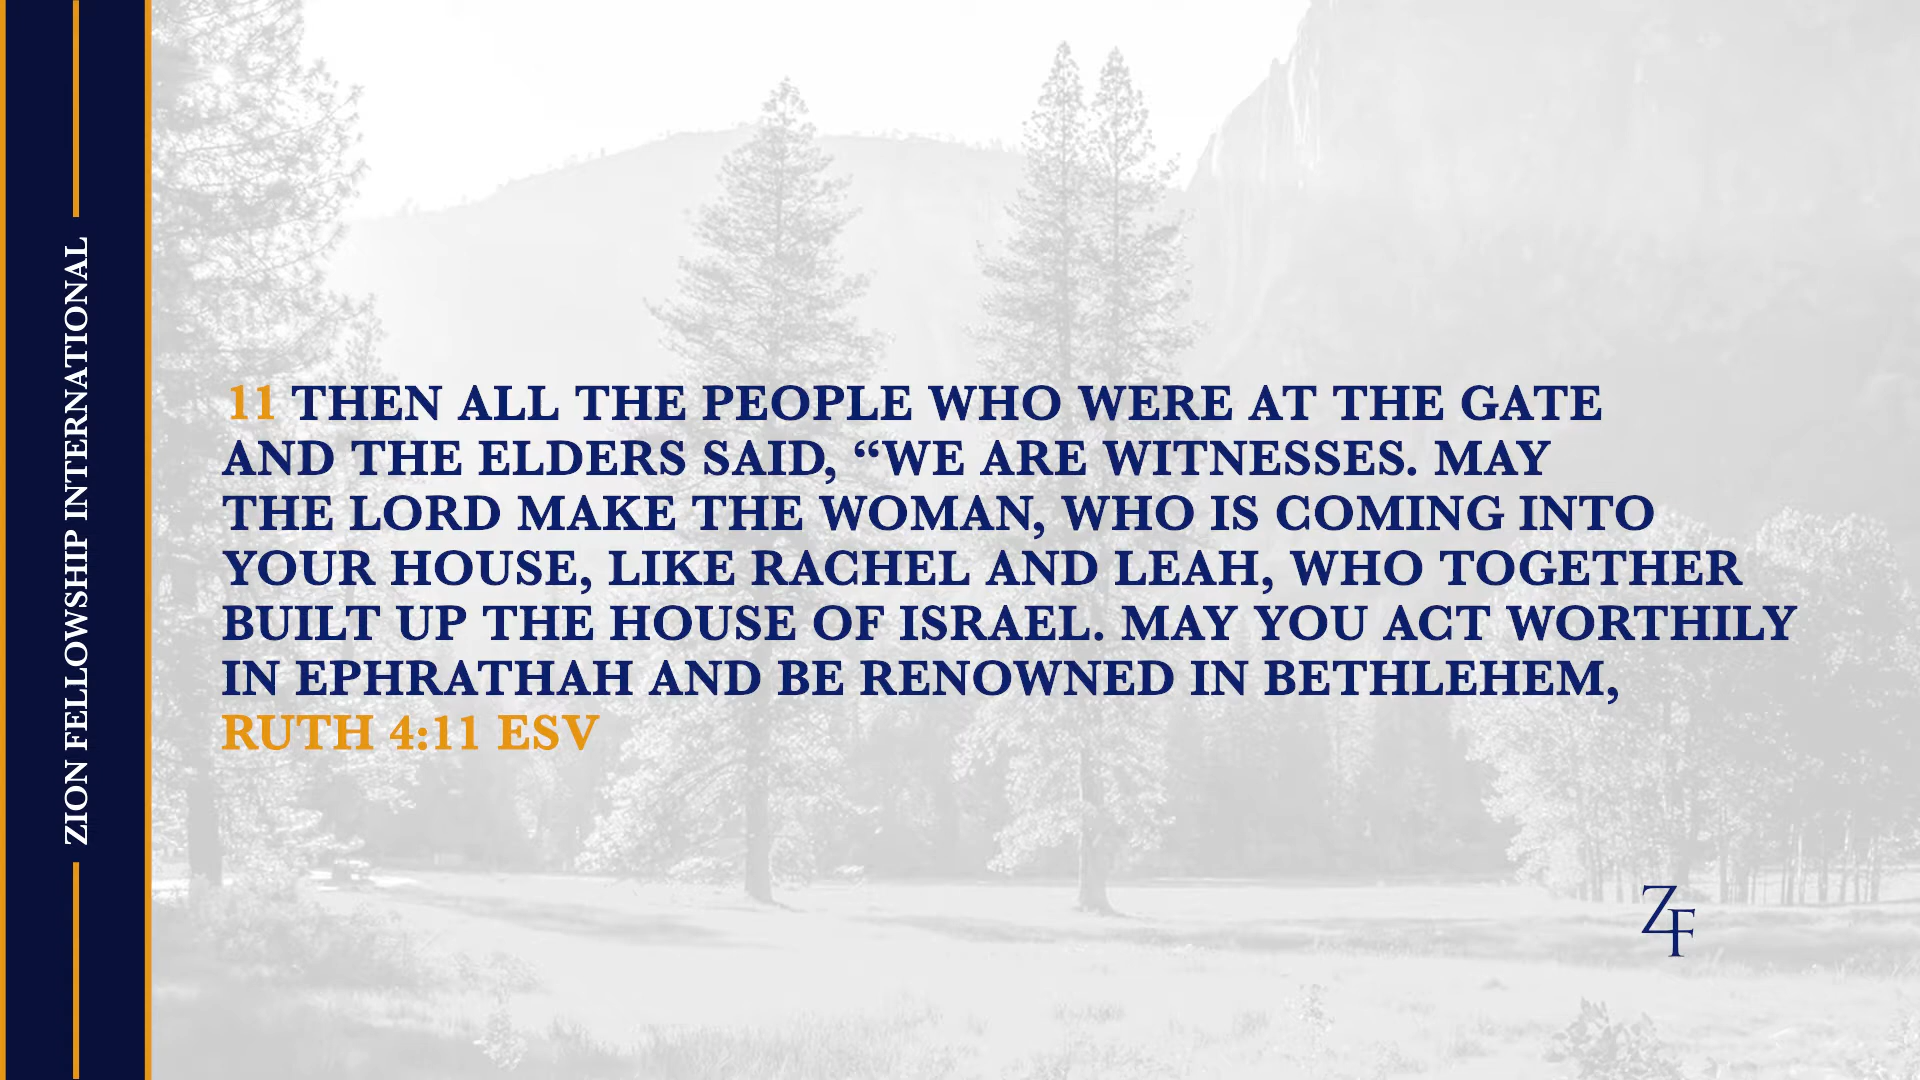 ZION FELLOWSHIP INTERNATIONAL
11 THEN ALL THE PEOPLE WHO WERE AT THE GATE
AND THE ELDERS SAID, “WE ARE WITNESSES. MAY
THE LORD MAKE THE WOMAN, WHO IS COMING INTO
YOUR HOUSE, LIKE RACHEL AND LEAH, WHO TOGETHER
BUILT UP THE HOUSE OF ISRAEL. MAY YOU ACT WORTHILY
IN EPHRATHAH AND BE RENOWNED IN BETHLEHEM,
RUTH 4:11 ESV
ZF